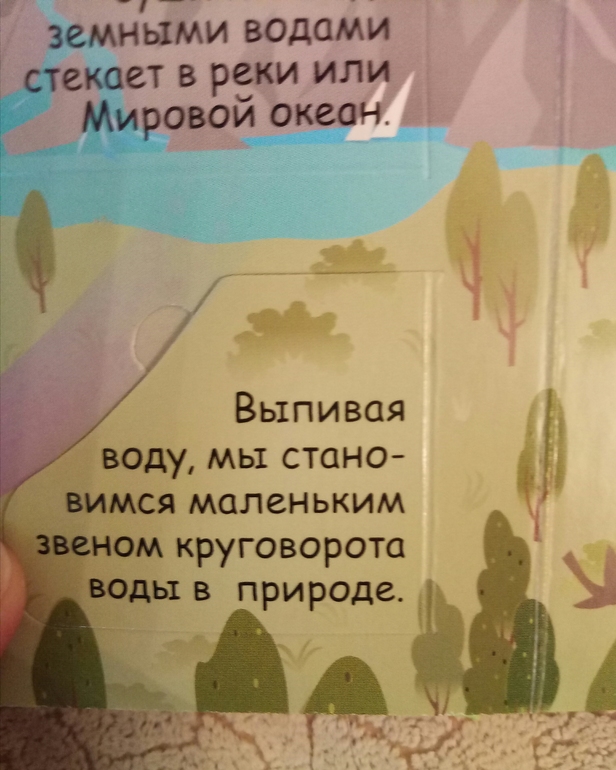 земными водами
стекает в реки или
Мировой океан.
Выпивая
воду, мы стано-
вимся маленьким
звеном круговорота
воды в природе.